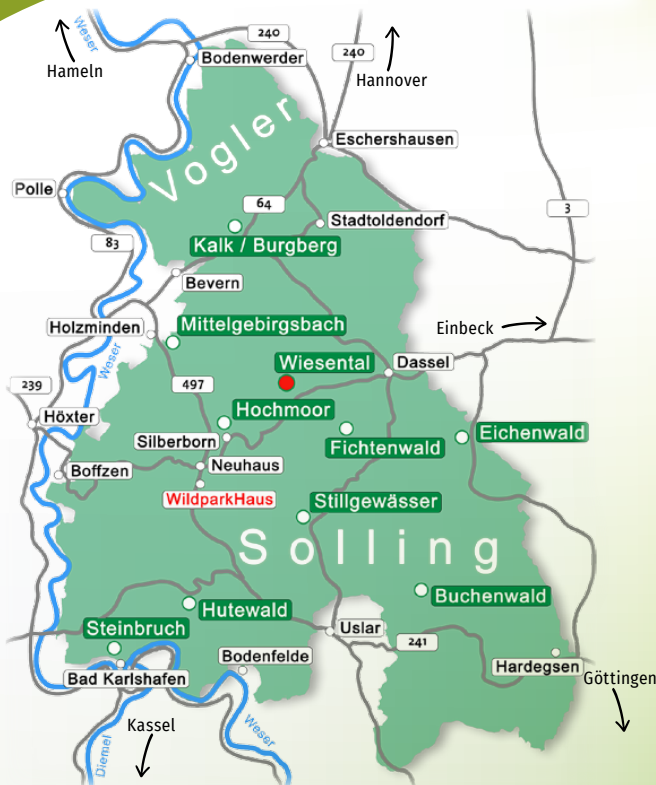 Weser
240
Hameln
240
Bodenwerder
Hannover
Vogler
Eschershausen
Polle
64
3
Stadtoldendorf
83
Kalk / Burgberg
Bevern
Mittelgebirgsbach
Holzminden
Einbeck
Weser
Wiesental
Dassel
239
497
Hochmoor
Höxter
Silberborn
Fichtenwald
Eichenwald
Neuhaus
Boffzen
WildparkHaus
Stillgewässer
Solling
Buchenwald
Hutewald
Steinbruch
Uslar
241
Bodenfelde
Hardegsen
Bad Karlshafen
Göttingen
Kassel
Weser
Diemel